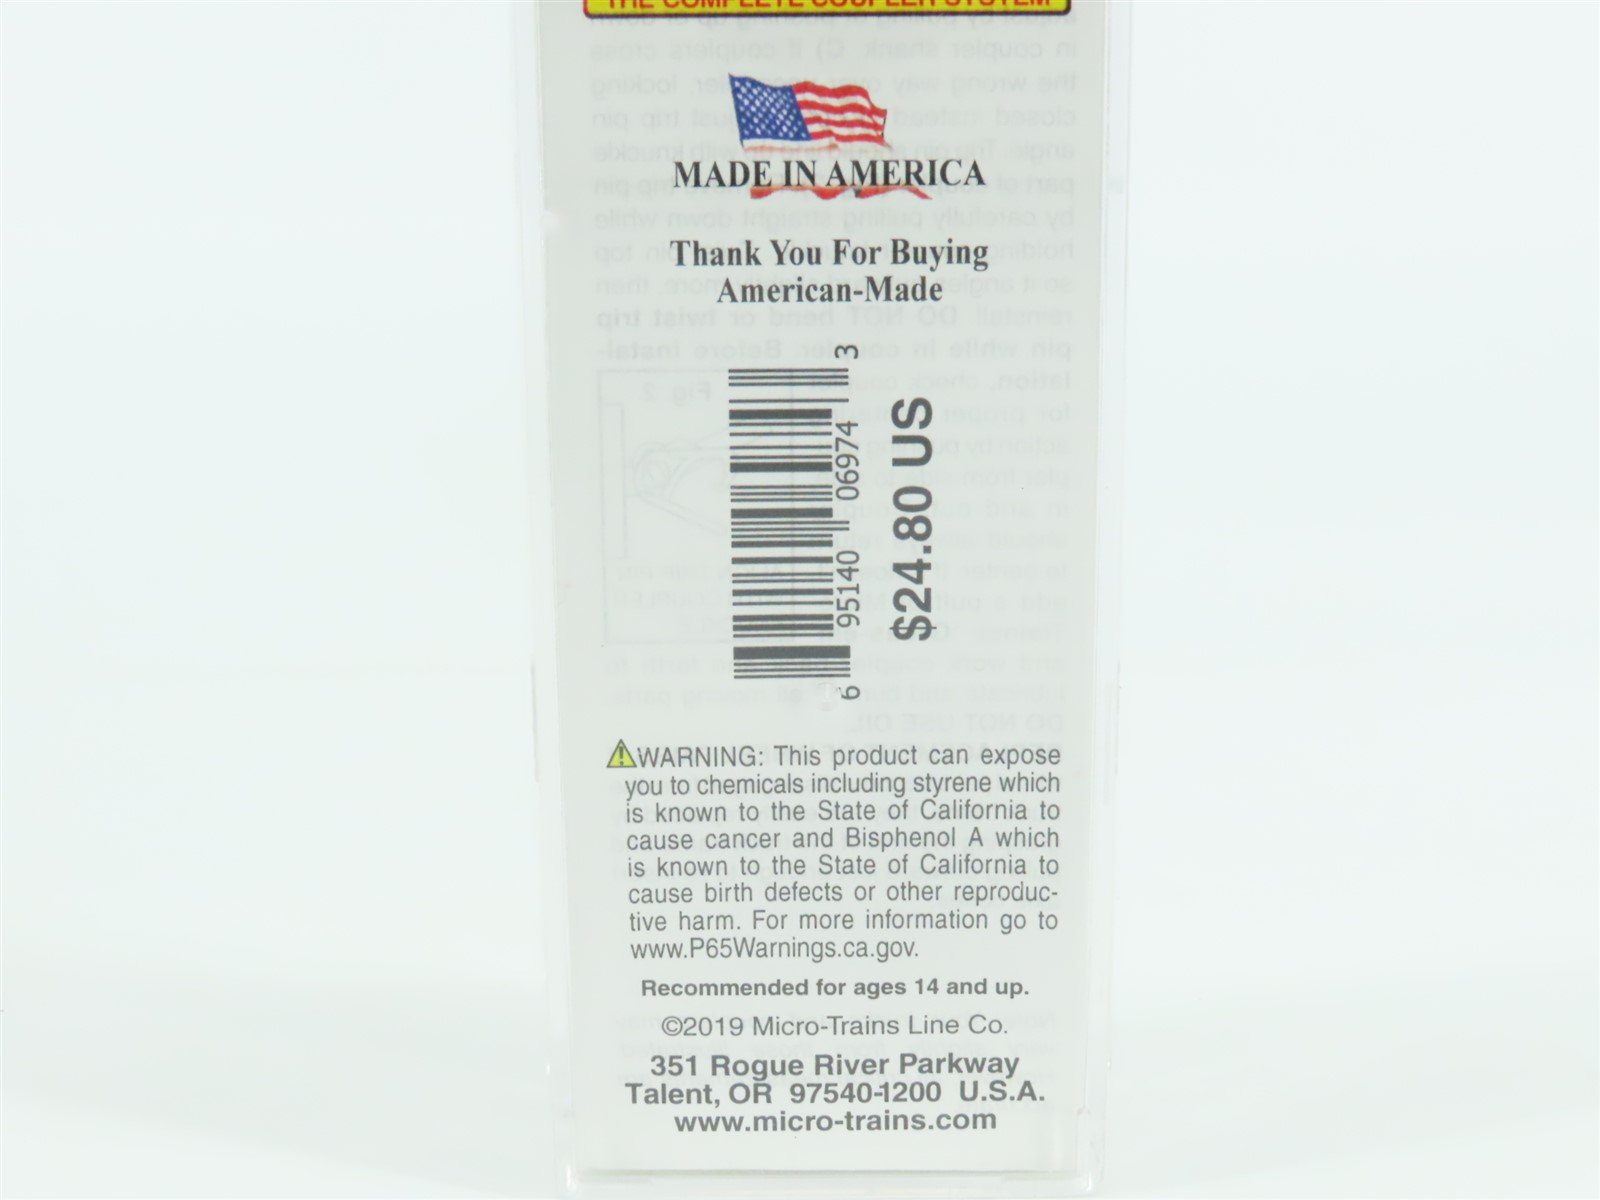 THE COMPLETE COUPLER SYSTEM
MADE IN AMERICA
Thank You For Buying
American-Made
6 95140 06974 3
$24.80 US
WARNING: This product can expose
you to chemicals including styrene which
is known to the State of California to
cause cancer and Bisphenol A which
is known to the State of California to
cause birth defects or other reproduc-
tive harm. For more information go to
www.P65Warnings.ca.gov.
Recommended for ages 14 and up.
©2019 Micro-Trains Line Co.
351 Rogue River Parkway
Talent, OR 97540-1200 U.S.A.
www.micro-trains.com